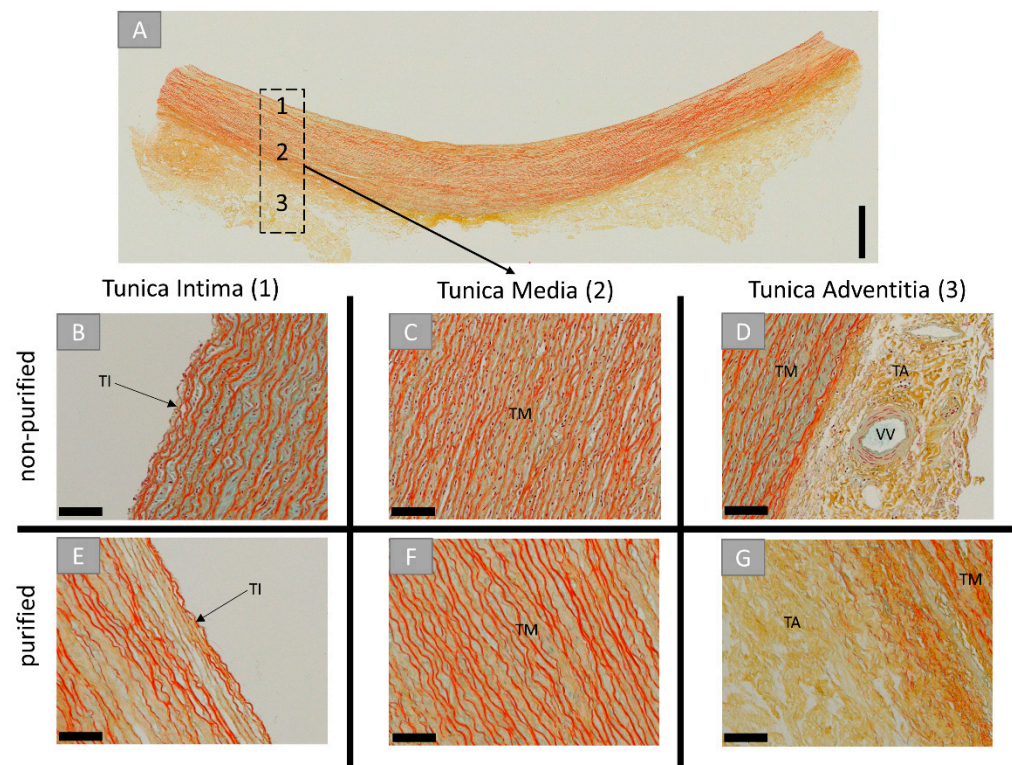 A
1
2
3
Tunica Intima (1)
Tunica Media (2)
Tunica Adventitia (3)
non-purified
B
TI
C
TM
D
TM
TA
VV
purified
E
TI
F
TM
G
TA
TM